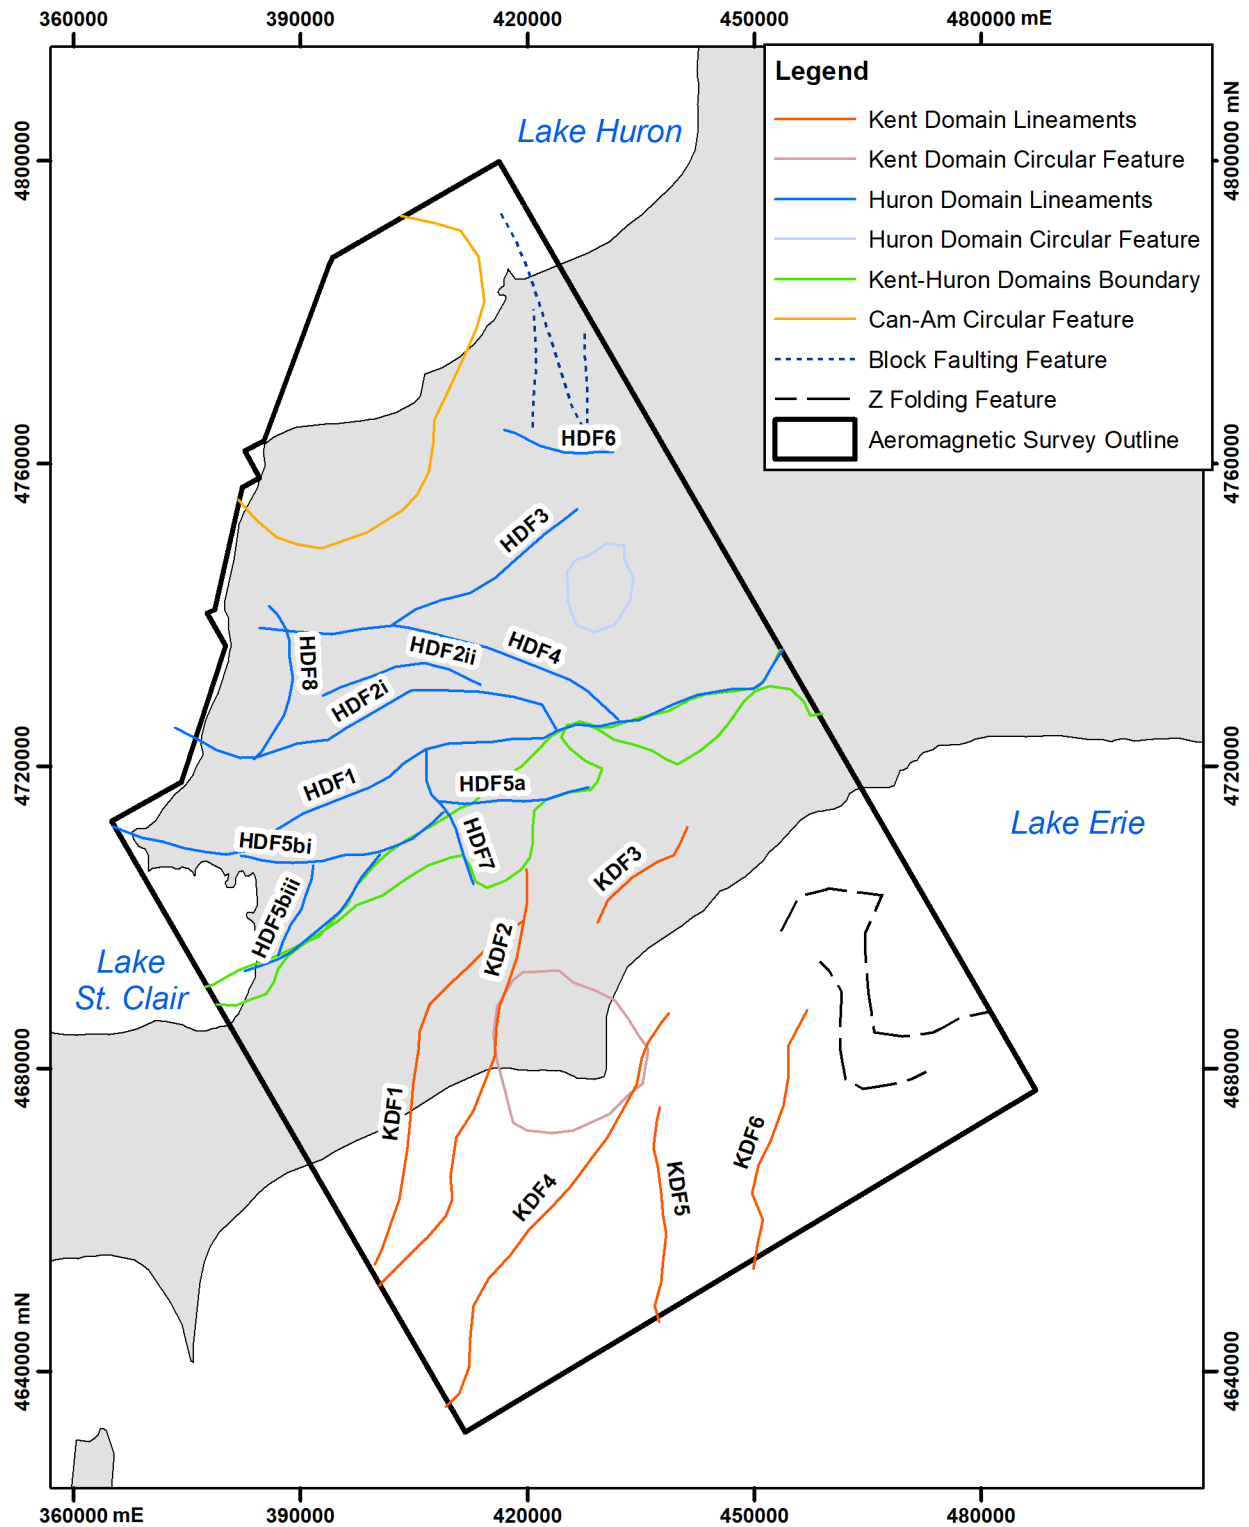 360000
390000
420000
450000
480000 mE
Legend
Kent Domain Lineaments
Kent Domain Circular Feature
Huron Domain Lineaments
Huron Domain Circular Feature
Kent-Huron Domains Boundary
Can-Am Circular Feature
Block Faulting Feature
Z Folding Feature
Aeromagnetic Survey Outline
4800000
4800000 mN
Lake Huron
4760000
4760000
HDF6
HDF3
HDF4
HDF2ii
HDF8
HDF2i
4720000
4720000
HDF1
HDF5a
Lake Erie
HDF5bi
HDF7
KDF3
HDF5biii
KDF2
Lake
St. Clair
4680000
4680000
KDF1
KDF6
KDF5
KDF4
4640000 mN
4640000
360000 mE
390000
420000
450000
480000